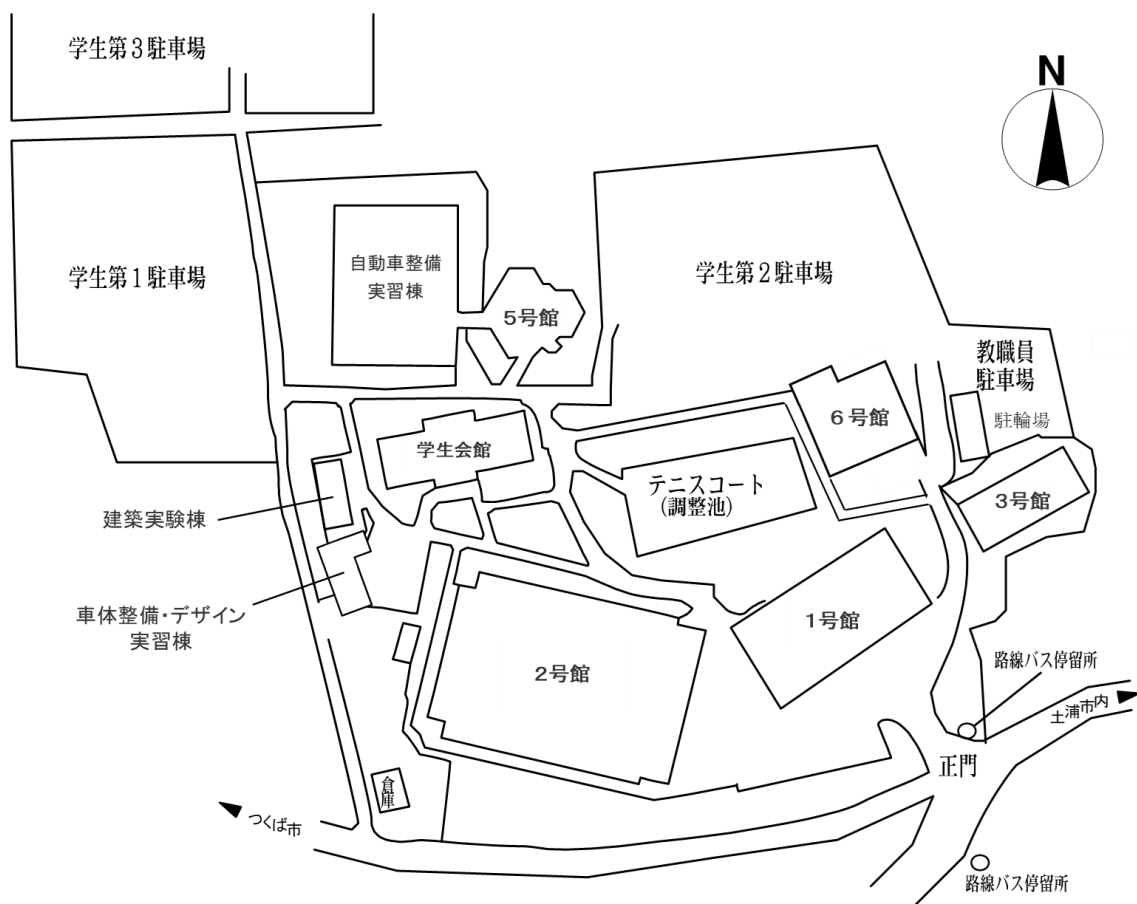 学生第3駐車場
N
学生第1駐車場
自動車整備
実習棟
5号館
学生第2駐車場
教職員
駐車場
駐輪場
6号館
学生会館
テニスコート
(調整池)
3号館
建築実験棟
車体整備・デザイン
実習棟
1号館
2号館
路線バス停留所
土浦市内
正門
倉庫
つくば市
路線バス停留所